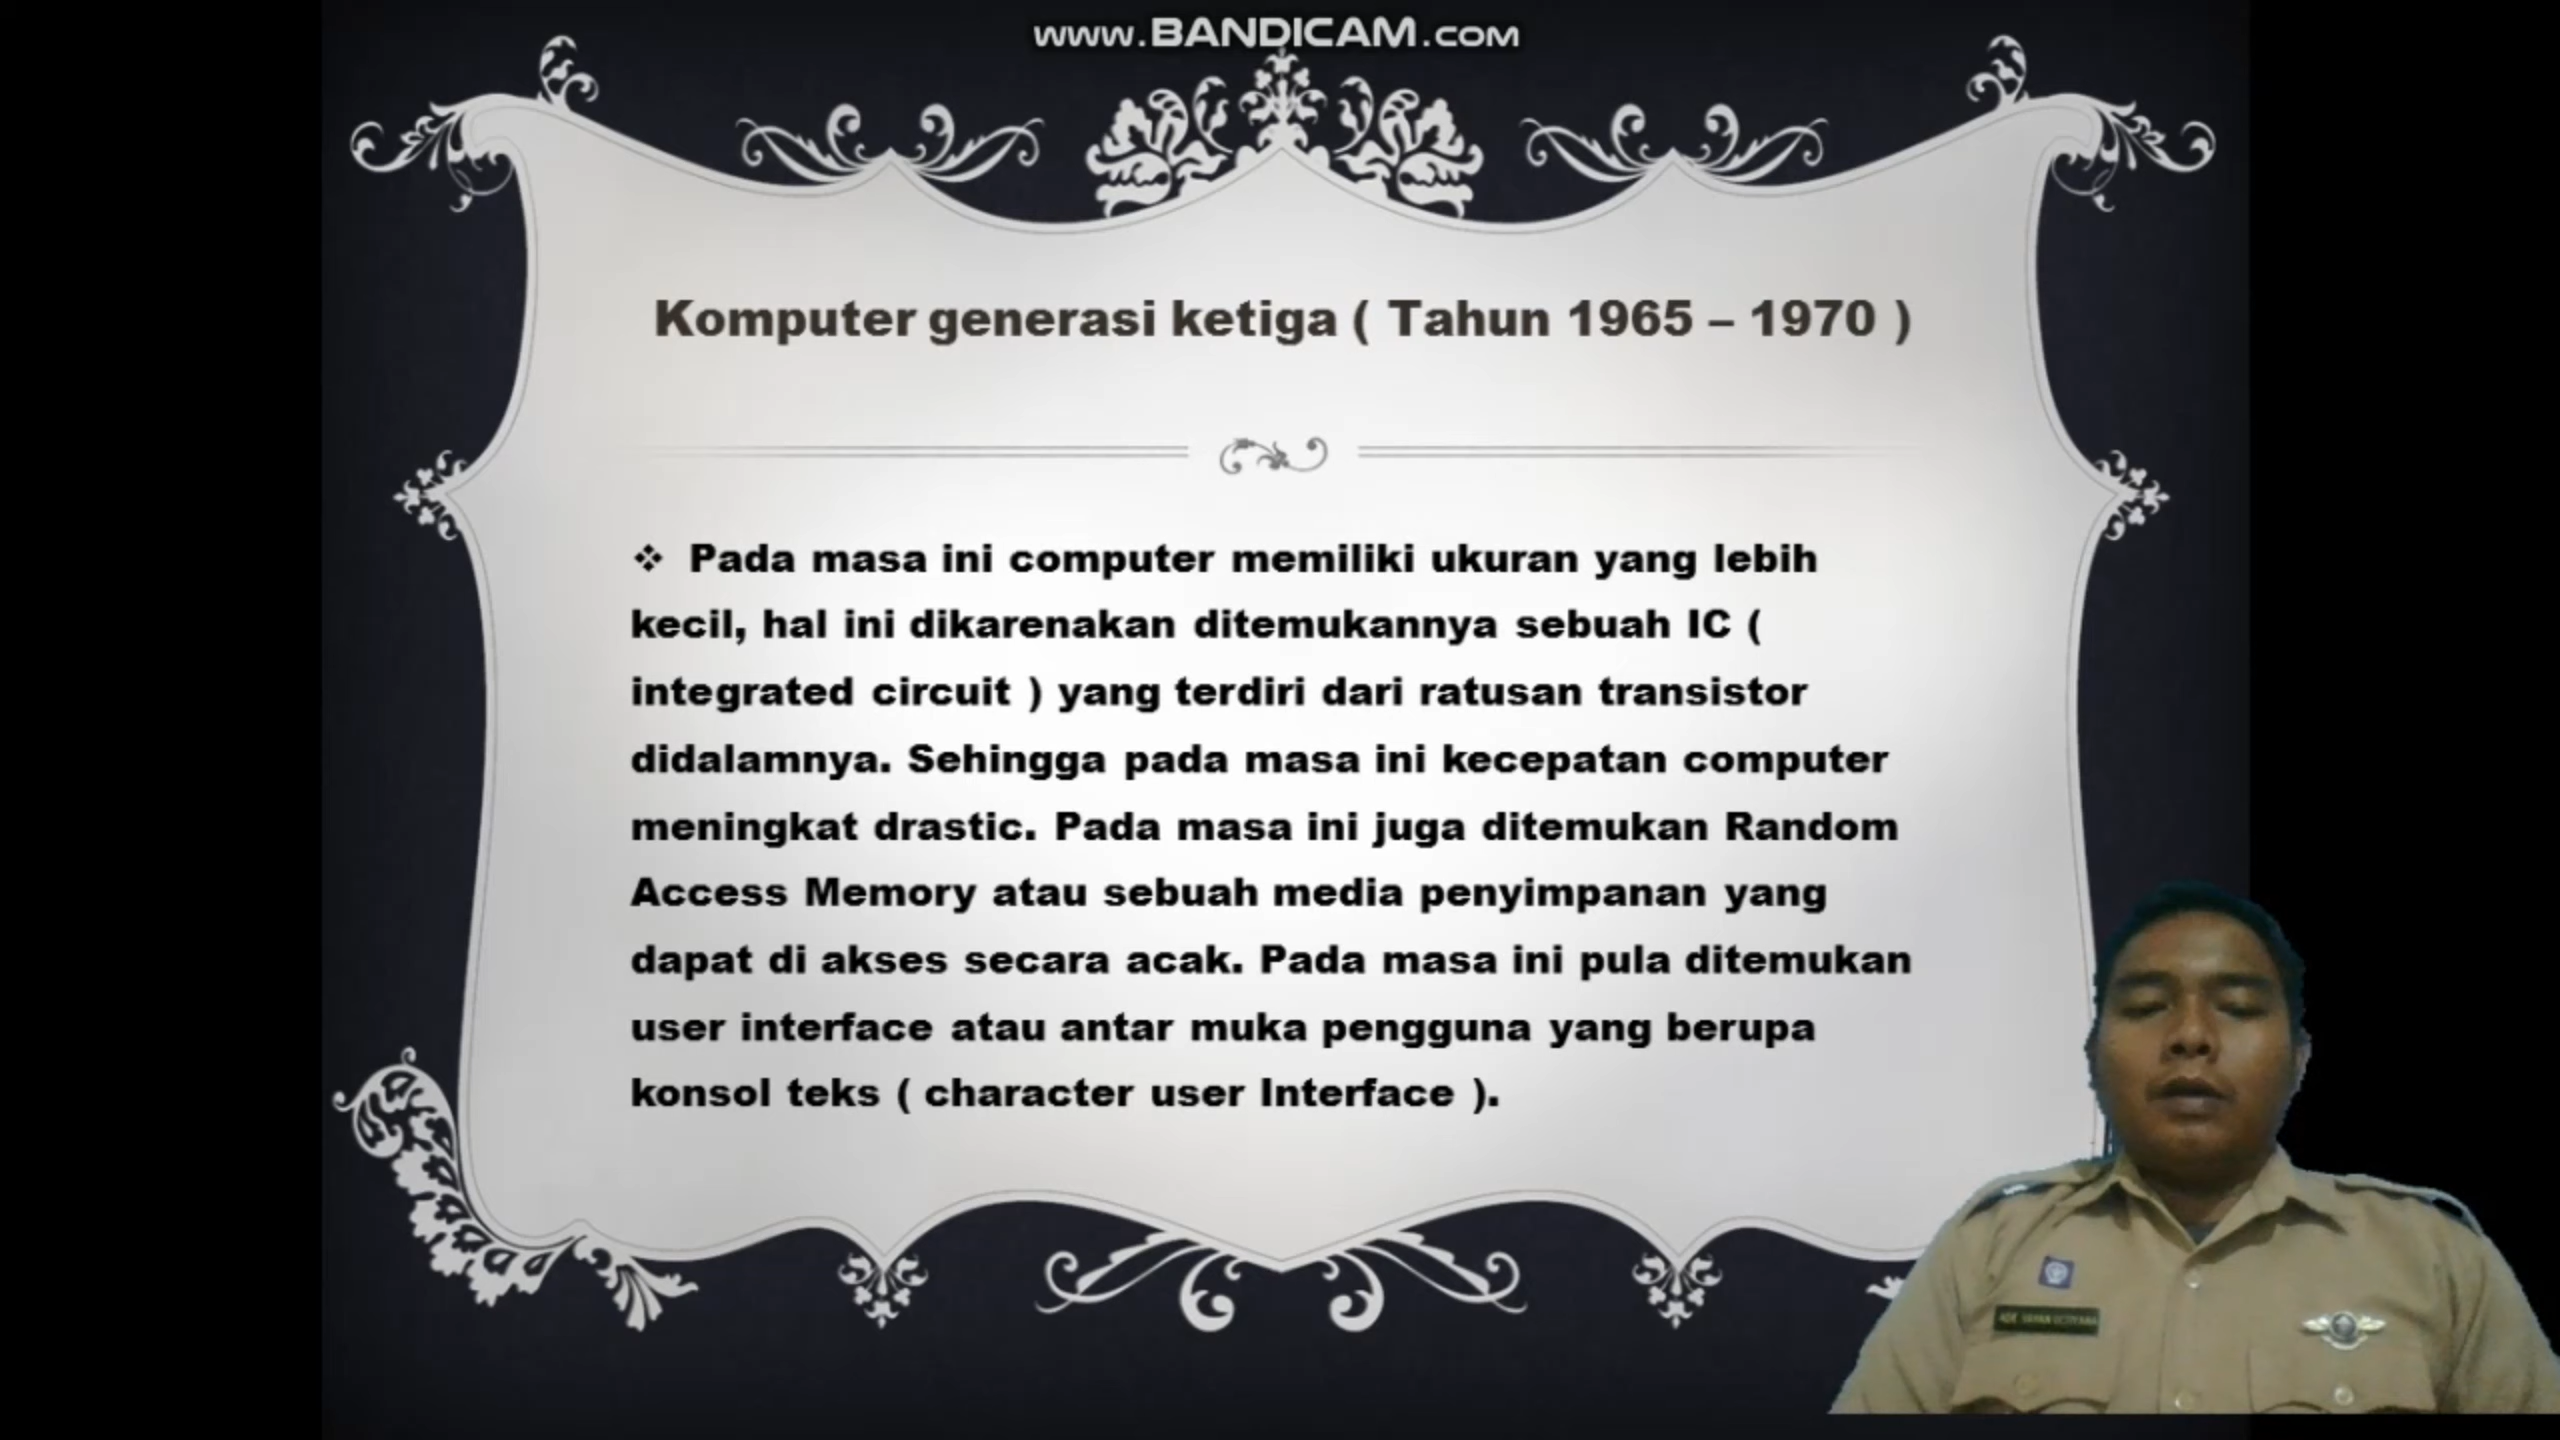 www.BANDICAM.com
Komputer generasi ketiga ( Tahun 1965 – 1970 )
❖ Pada masa ini computer memiliki ukuran yang lebih
kecil, hal ini dikarenakan ditemukannya sebuah IC (
integrated circuit ) yang terdiri dari ratusan transistor
didalamnya. Sehingga pada masa ini kecepatan computer
meningkat drastic. Pada masa ini juga ditemukan Random
Access Memory atau sebuah media penyimpanan yang
dapat di akses secara acak. Pada masa ini pula ditemukan
user interface atau antar muka pengguna yang berupa
konsol teks ( character user Interface ).